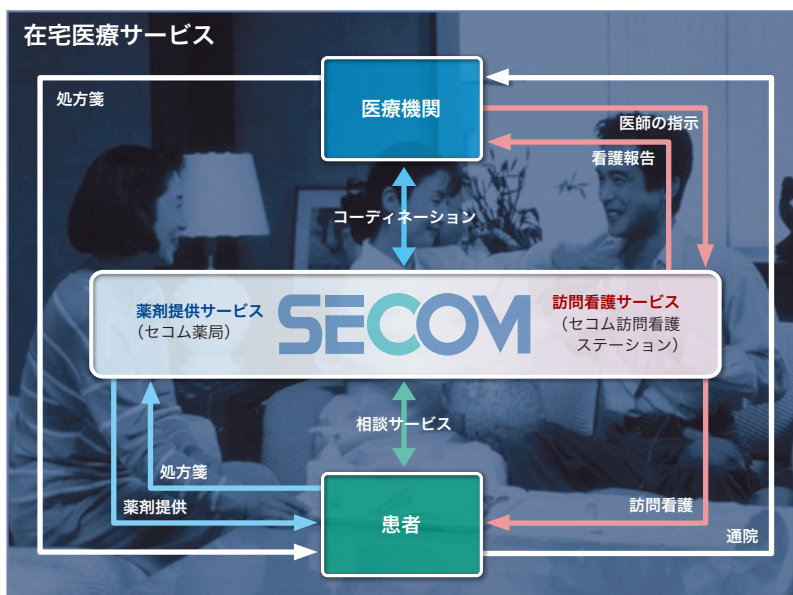 在宅医療サービス
処方箋
医療機関
医師の指示
看護報告
コーディネーション
薬剤提供サービス
（セコム薬局）
SECOM
訪問看護サービス
（セコム訪問看護
ステーション）
相談サービス
処方箋
薬剤提供
患者
訪問看護
通院